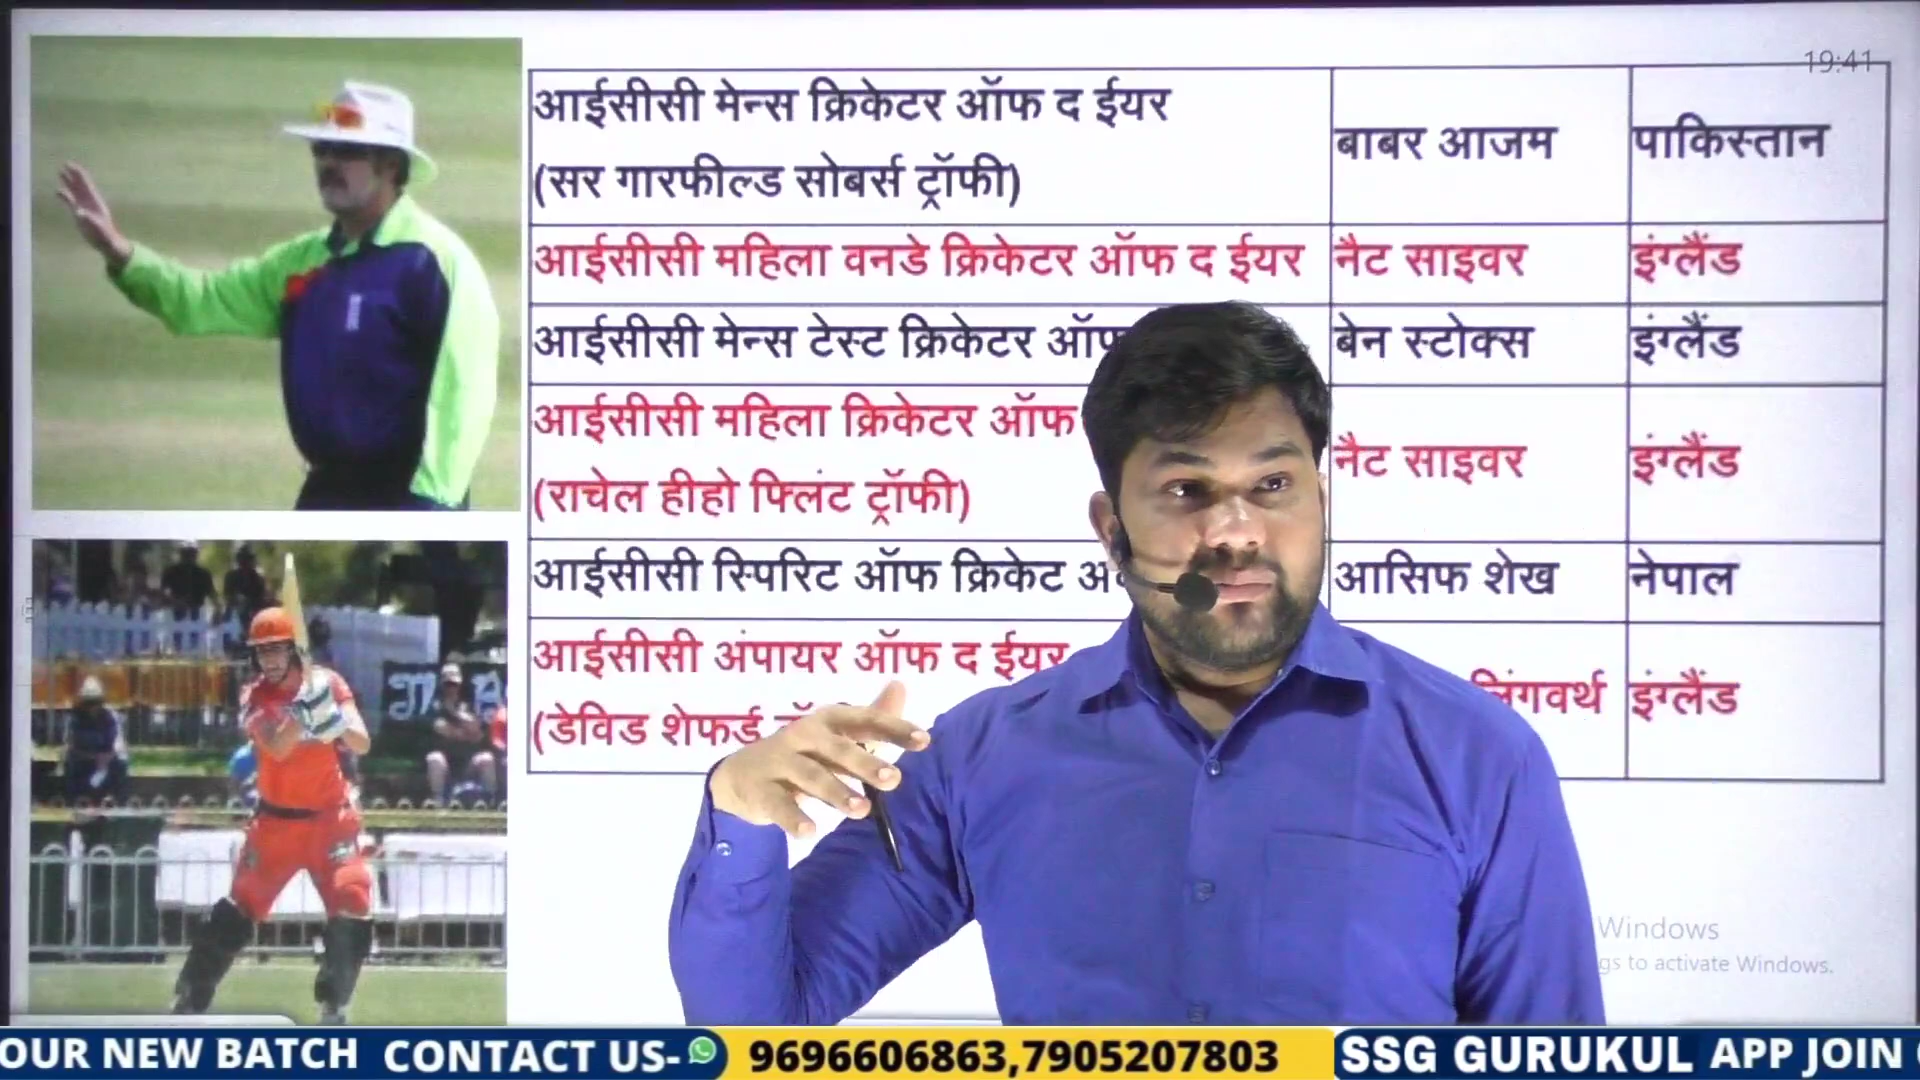 19:41
आईसीसी मेन्स क्रिकेटर ऑफ द ईयर
(सर गारफील्ड सोबर्स ट्रॉफी)
बाबर आजम
पाकिस्तान
आईसीसी महिला वनडे क्रिकेटर ऑफ द ईयर
नैट साइवर
इंग्लैंड
आईसीसी मेन्स टेस्ट क्रिकेटर ऑफ
बेन स्टोक्स
इंग्लैंड
आईसीसी महिला क्रिकेटर ऑफ
(राचेल हीहो फ्लिंट ट्रॉफी)
नैट साइवर
इंग्लैंड
आईसीसी स्पिरिट ऑफ क्रिकेट
आसिफ शेख
नेपाल
आईसीसी अंपायर ऑफ द ईयर
(डेविड शेफर्ड
लिंगवर्थ
इंग्लैंड
Windows
gs to activate Windows.
OUR NEW BATCH CONTACT US- 9696606863,7905207803 SSG GURUKUL APP JOIN